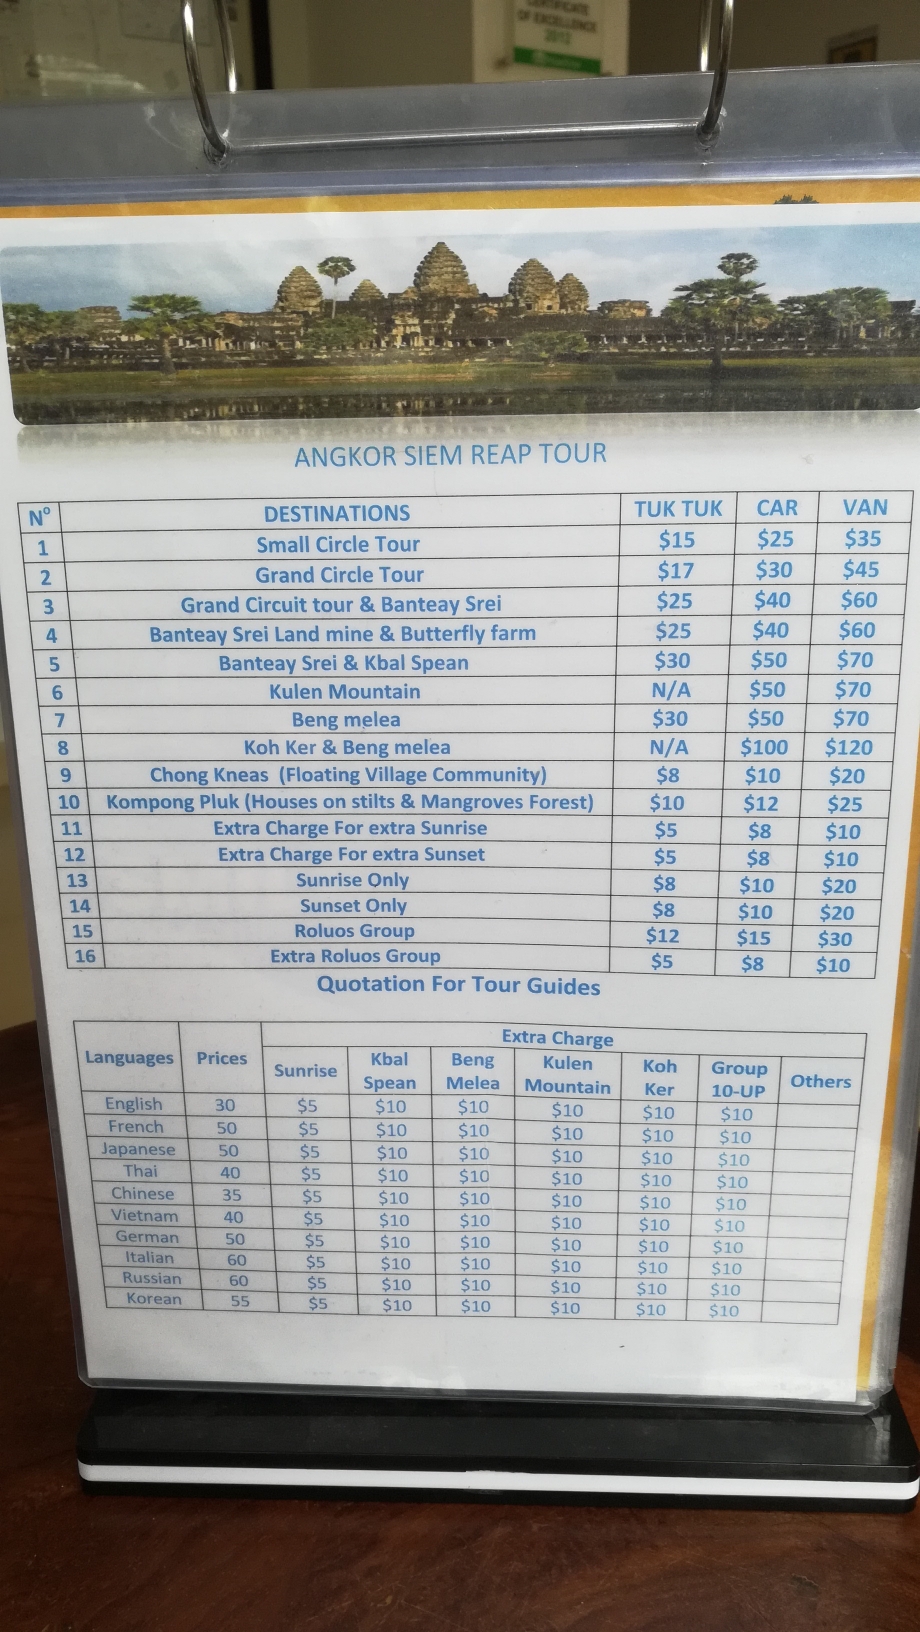 CERTIFICATE
OF EXCELLENCE
2012
ANGKOR SIEM REAP TOUR
Nº DESTINATIONS TUK TUK CAR VAN
1 Small Circle Tour $15 $25 $35
2 Grand Circle Tour $17 $30 $45
3 Grand Circuit tour & Banteay Srei $25 $40 $60
4 Banteay Srei Land mine & Butterfly farm $25 $40 $60
5 Banteay Srei & Kbal Spean $30 $50 $70
6 Kulen Mountain N/A $50 $70
7 Beng melea $30 $50 $70
8 Koh Ker & Beng melea N/A $100 $120
9 Chong Kneas (Floating Village Community) $8 $10 $20
10 Kompong Pluk (Houses on stilts & Mangroves Forest) $10 $12 $25
11 Extra Charge For extra Sunrise $5 $8 $10
12 Extra Charge For extra Sunset $5 $8 $10
13 Sunrise Only $8 $10 $20
14 Sunset Only $8 $10 $20
15 Roluos Group $12 $15 $30
16 Extra Roluos Group $5 $8 $10
Quotation For Tour Guides
Languages Prices Extra Charge
Sunrise Kbal Spean Beng Melea Kulen Mountain Koh Ker Group 10-UP Others
English 30 $5 $10 $10 $10 $10 $10
French 50 $5 $10 $10 $10 $10 $10
Japanese 50 $5 $10 $10 $10 $10 $10
Thai 40 $5 $10 $10 $10 $10 $10
Chinese 35 $5 $10 $10 $10 $10 $10
Vietnam 40 $5 $10 $10 $10 $10 $10
German 50 $5 $10 $10 $10 $10 $10
Italian 60 $5 $10 $10 $10 $10 $10
Russian 60 $5 $10 $10 $10 $10 $10
Korean 55 $5 $10 $10 $10 $10 $10